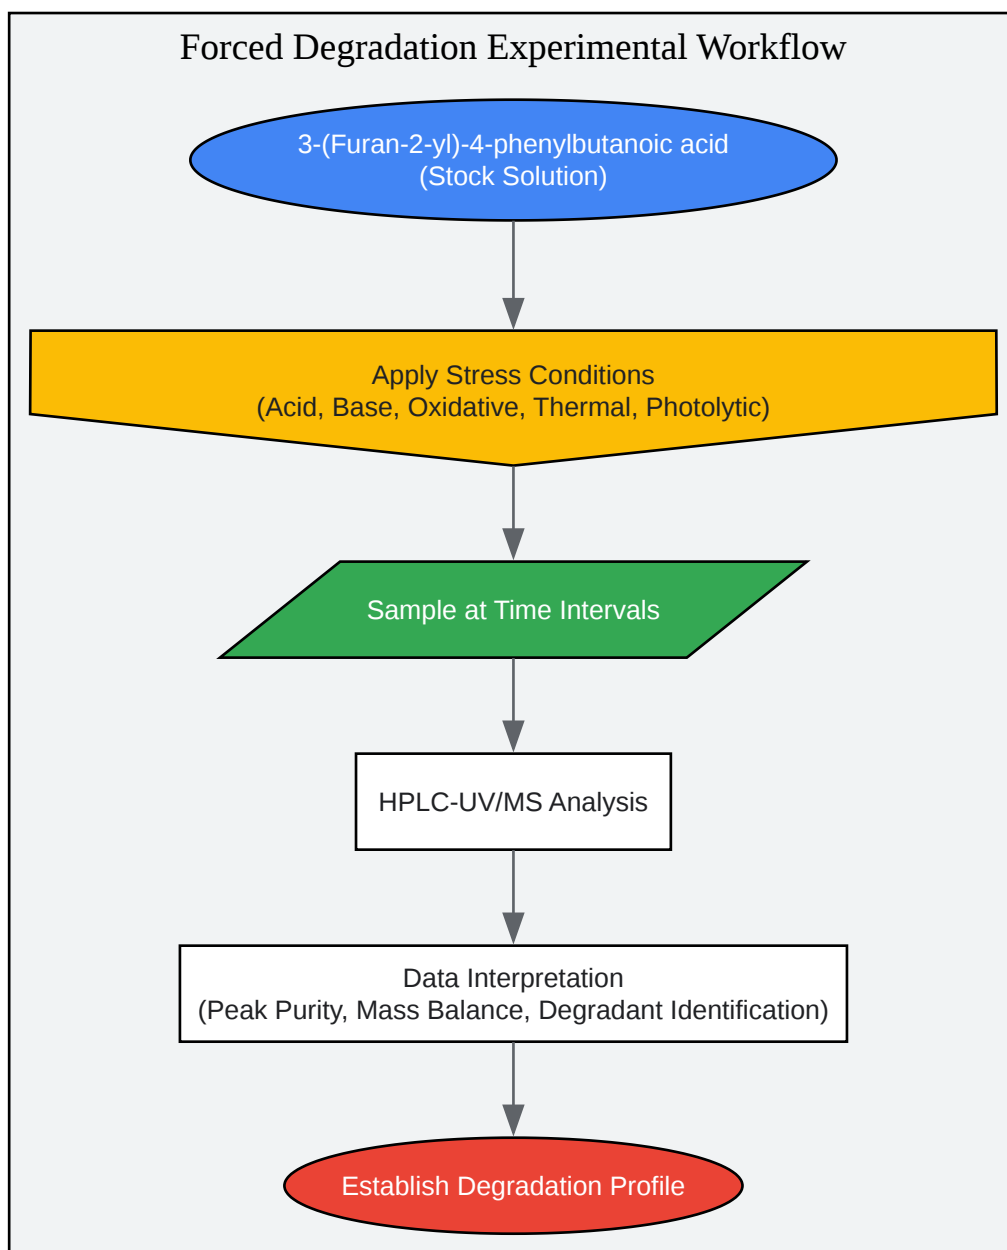 Forced Degradation Experimental Workflow
3-(Furan-2-yl)-4-phenylbutanoic acid
(Stock Solution)
Apply Stress Conditions
(Acid, Base, Oxidative, Thermal, Photolytic)
Sample at Time Intervals
HPLC-UV/MS Analysis
Data Interpretation
(Peak Purity, Mass Balance, Degradant Identification)
Establish Degradation Profile